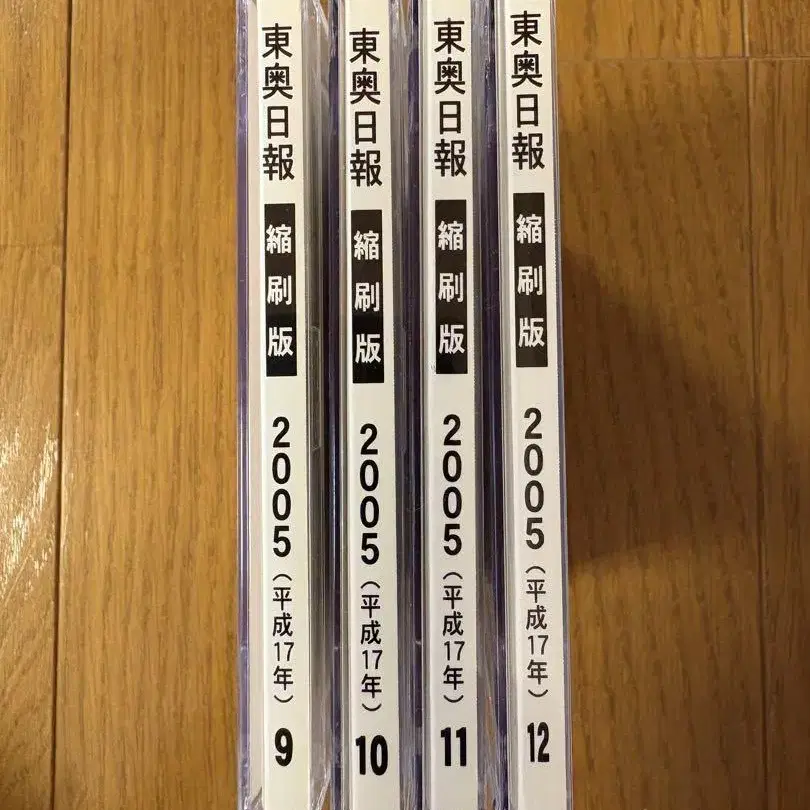 東奥日報 縮刷版 2005(平成17年) 9
東奥日報 縮刷版 2005(平成17年) 10
東奥日報 縮刷版 2005(平成17年) 11
東奥日報 縮刷版 2005(平成17年) 12